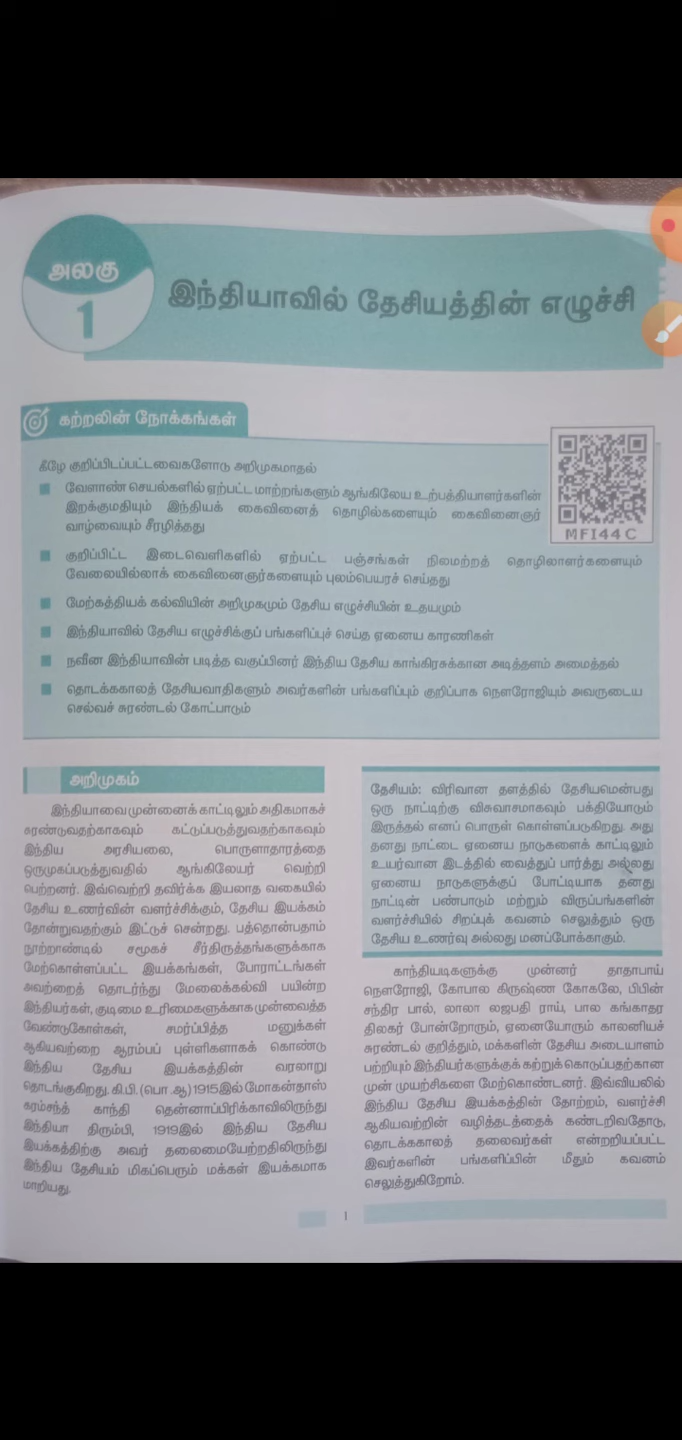 அலகு
1
இந்தியாவில் தேசியத்தின் எழுச்சி
கற்றலின் நோக்கங்கள்
கீழே குறிப்பிடப்பட்டவைகளோடு அறிமுகமாதல்
வேளாண் செயல்களில் ஏற்பட்ட மாற்றங்களும் ஆங்கிலேய உற்பத்தியாளர்களின்
இறக்குமதியும் இந்தியக் கைவினைத் தொழில்களையும் கைவினைஞர்
வாழ்வையும் சீரழித்தது
MFI44C
குறிப்பிட்ட இடைவெளிகளில் ஏற்பட்ட பஞ்சங்கள் நிலமற்றத் தொழிலாளர்களையும்
வேலையில்லாக் கைவினைஞர்களையும் புலம்பெயரச் செய்தது
மேற்கத்தியக் கல்வியின் அறிமுகமும் தேசிய எழுச்சியின் உதயமும்
இந்தியாவில் தேசிய எழுச்சிக்குப் பங்களிப்புச் செய்த ஏனைய காரணிகள்
நவீன இந்தியாவின் படித்த வகுப்பினர் இந்திய தேசிய காங்கிரசுக்கான அடித்தளம் அமைத்தல்
தொடக்ககாலத் தேசியவாதிகளும் அவர்களின் பங்களிப்பும் குறிப்பாக நௌரோஜியும் அவருடைய
செல்வச் சுரண்டல் கோட்பாடும்
அறிமுகம்
இந்தியாவை முன்னைக் காட்டிலும் அதிகமாகச்
சுரண்டுவதற்காகவும் கட்டுப்படுத்துவதற்காகவும்
இந்திய அரசியலை, பொருளாதாரத்தை
ஒருமுகப்படுத்துவதில் ஆங்கிலேயர் வெற்றி
பெற்றனர். இவ்வெற்றி தவிர்க்க இயலாத வகையில்
தேசிய உணர்வின் வளர்ச்சிக்கும், தேசிய இயக்கம்
தோன்றுவதற்கும் இட்டுச் சென்றது. பத்தொன்பதாம்
நூற்றாண்டில் சமூகச் சீர்திருத்தங்களுக்காக
மேற்கொள்ளப்பட்ட இயக்கங்கள், போராட்டங்கள்
அவற்றைத் தொடர்ந்து மேலைக்கல்வி பயின்ற
இந்தியர்கள், குடிமை உரிமைகளுக்காக முன்வைத்த
வேண்டுகோள்கள், சமர்ப்பித்த மனுக்கள்
ஆகியவற்றை ஆரம்பப் புள்ளிகளாகக் கொண்டு
இந்திய தேசிய இயக்கத்தின் வரலாறு
தொடங்குகிறது. கி.பி. (பொ.ஆ) 1915இல் மோகன்தாஸ்
கரம்சந்த் காந்தி தென்னாப்பிரிக்காவிலிருந்து
இந்தியா திரும்பி, 1919இல் இந்திய தேசிய
இயக்கத்திற்கு அவர் தலைமையேற்றதிலிருந்து
இந்திய தேசியம் மிகப்பெரும் மக்கள் இயக்கமாக
மாறியது.
தேசியம்: விரிவான தளத்தில் தேசியமென்பது
ஒரு நாட்டிற்கு விசுவாசமாகவும் பக்தியோடும்
இருத்தல் எனப் பொருள் கொள்ளப்படுகிறது. அது
தனது நாட்டை ஏனைய நாடுகளைக் காட்டிலும்
உயர்வான இடத்தில் வைத்துப் பார்த்து அல்லது
ஏனைய நாடுகளுக்குப் போட்டியாக தனது
நாட்டின் பண்பாடும் மற்றும் விருப்பங்களின்
வளர்ச்சியில் சிறப்புக் கவனம் செலுத்தும் ஒரு
தேசிய உணர்வு அல்லது மனப்போக்காகும்.
காந்தியடிகளுக்கு முன்னர் தாதாபாய்
நௌரோஜி, கோபால கிருஷ்ண கோகலே, பிபின்
சந்திர பால், லாலா லஜபதி ராய், பால கங்காதர
திலகர் போன்றோரும், ஏனையோரும் காலனியச்
சுரண்டல் குறித்தும், மக்களின் தேசிய அடையாளம்
பற்றியும் இந்தியர்களுக்குக் கற்றுக் கொடுப்பதற்கான
முன் முயற்சிகளை மேற்கொண்டனர். இவ்வியலில்
இந்திய தேசிய இயக்கத்தின் தோற்றம், வளர்ச்சி
ஆகியவற்றின் வழித்தடத்தைக் கண்டறிவதோடு,
தொடக்ககாலத் தலைவர்கள் என்றறியப்பட்ட
இவர்களின் பங்களிப்பின் மீதும் கவனம்
செலுத்துகிறோம்.
1